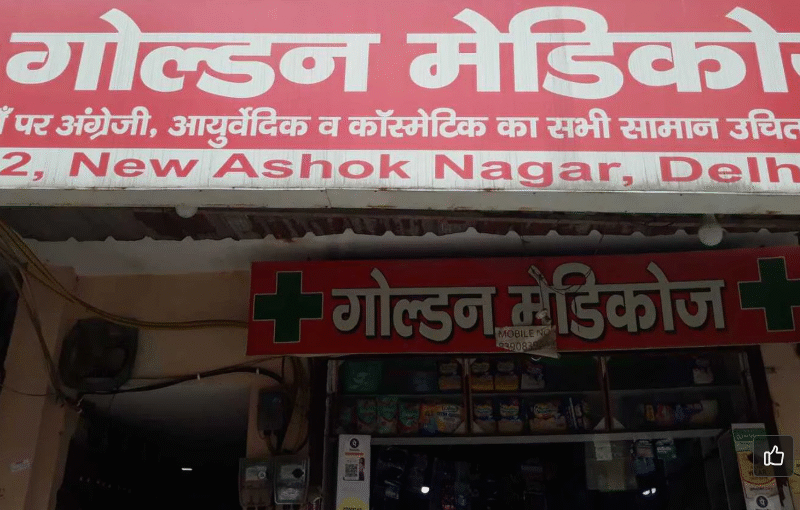 गोल्डन मेडिकोज
पर अंग्रेजी, आयुर्वेदिक व कॉस्मेटिक का सभी सामान उचित
2, New Ashok Nagar, Delh
गोल्डन मेडिकोज
MOBILE NO